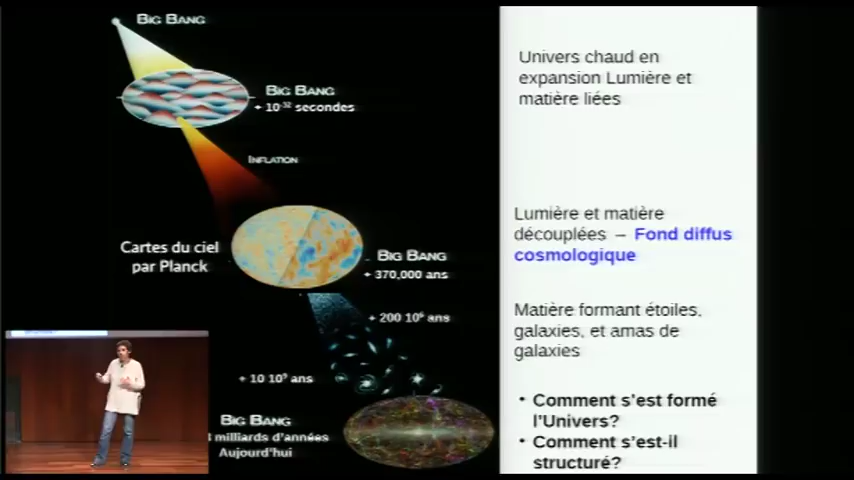 BIG BANG
BIG BANG
+ 10⁻³² secondes
INFLATION
Cartes du ciel
par Planck
BIG BANG
+ 370,000 ans
+ 200 10⁶ ans
+ 10 10⁹ ans
BIG BANG
milliards d'années
Aujourd'hui
Univers chaud en
expansion Lumière et
matière liées
Lumière et matière
découplées – Fond diffus
cosmologique
Matière formant étoiles,
galaxies, et amas de
galaxies
• Comment s'est formé
l'Univers?
• Comment s'est-il
structuré?